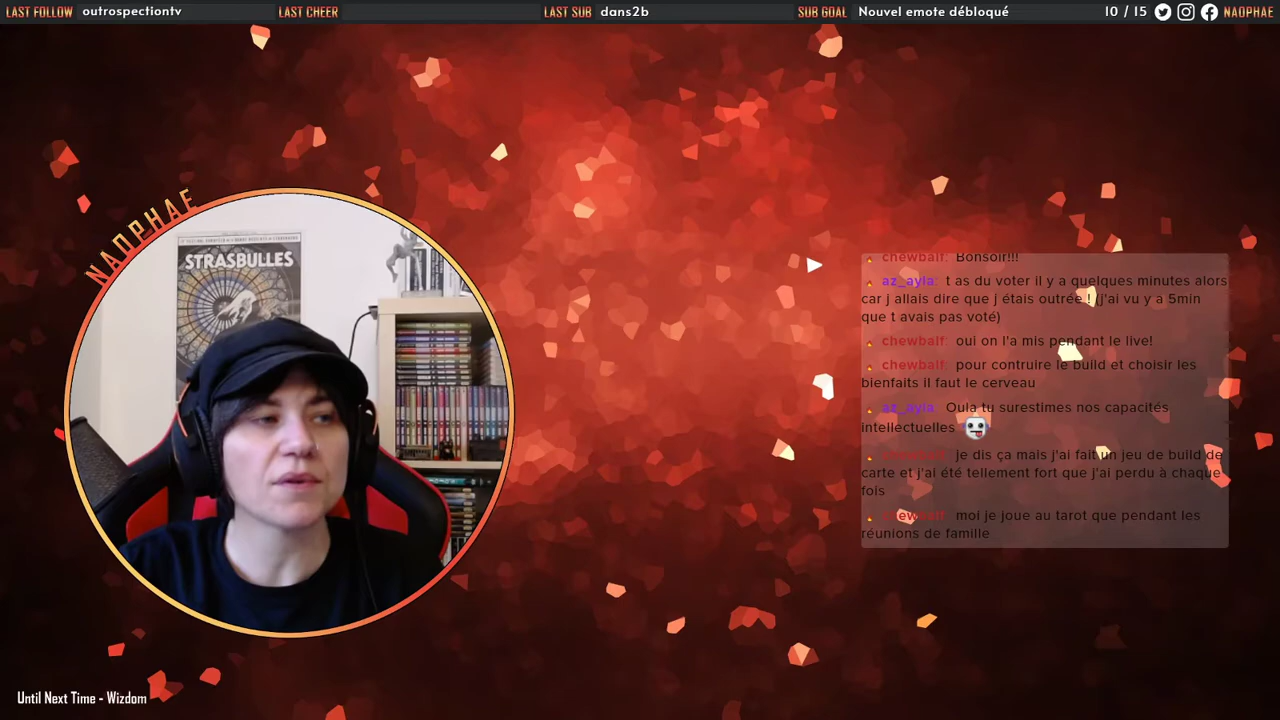 LAST FOLLOW outrospectiontv LAST CHEER LAST SUB dans2b SUB GOAL Nouvel emote débloqué 10 / 15 NAOPHAE
NAOPHAE
STRASBULLES
chewbalf: Bonsoir!!!
az_ayla: t as du voter il y a quelques minutes alors
car j allais dire que j étais outrée ! (j'ai vu y a 5min
que t avais pas voté)
chewbalf: oui on l'a mis pendant le live!
chewbalf: pour contruire le build et choisir les
bienfaits il faut le cerveau
az_ayla: Oula tu surestimes nos capacités
intellectuelles
chewbalf: je dis ça mais j'ai fait un jeu de build de
carte et j'ai été tellement fort que j'ai perdu à chaque
fois
chewbalf: moi je joue au tarot que pendant les
réunions de famille
Until Next Time - Wizdom